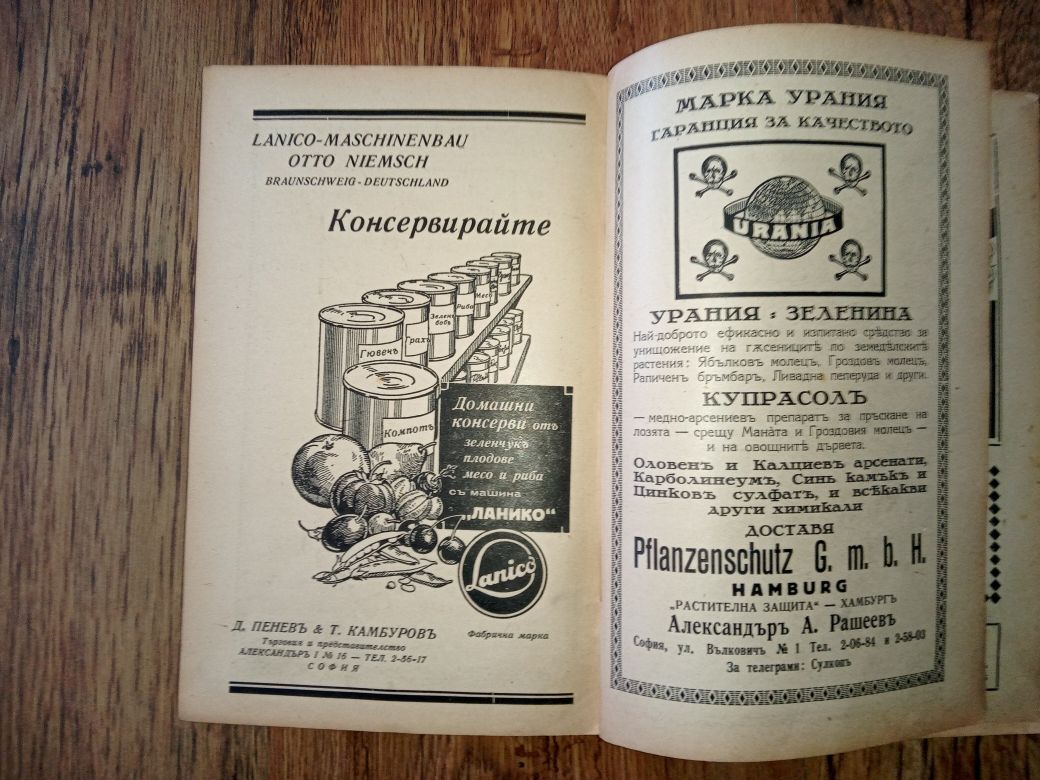 LANICO-MASCHINENBAU
OTTO NIEMSCH
BRAUNSCHWEIG-DEUTSCHLAND
Консервирайте
Гювечъ
Грахъ
Зеленъ
бобъ
Риба
Месо
Компотъ
Домашни
консерви отъ
зеленчукъ
плодове
месо и риба
съ машина
„ЛАНИКО“
Lanico
Фабрична марка
Д. ПЕНЕВЪ & Т. КАМБУРОВЪ
Търговия и представителство
АЛЕКСАНДЪРЪ I № 16 — ТЕЛ. 2-56-17
СОФИЯ
МАРКА УРАНИЯ
ГАРАНЦИЯ ЗА КАЧЕСТВОТО
URANIA
УРАНИЯ : ЗЕЛЕНИНА
Най-доброто ефикасно и изпитано срѣдство за
унищожение на гѫсеницитѣ по земедѣлскитѣ
растения: Ябълковъ молецъ, Гроздовъ молецъ,
Рапиченъ бръмбаръ, Ливадна пеперуда и други.
КУПРАСОЛЪ
— медно-арсениевъ препаратъ за пръскане на
лозята — срещу Маната и Гроздовия молецъ —
и на овощнитѣ дървета.
Оловенъ и Калциевъ арсенати,
Карболинеумъ, Синь камъкъ и
Цинковъ сулфатъ, и всѣкакви
други химикали
ДОСТАВЯ
Pflanzenschutz G. m. b. H.
HAMBURG
„РАСТИТЕЛНА ЗАЩИТА“ — ХАМБУРГЪ
Александъръ А. Рашеевъ
София, ул. Вълковичъ № 1 Тел. 2-06-84 и 2-58-03
За телеграми: Сулкопъ